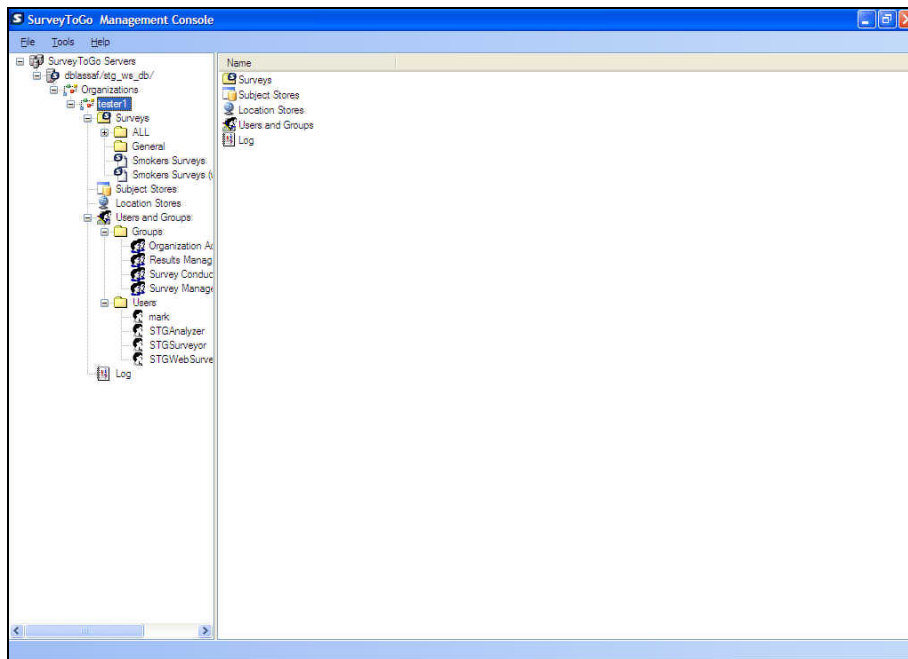 SurveyToGo Management Console
File Tools Help
SurveyToGo Servers
dblassaf/stg_ws_db/
Organizations
tester1
Surveys
ALL
General
Smokers Surveys
Smokers Surveys (
Subject Stores
Location Stores
Users and Groups
Groups
Organization Ac
Results Manag
Survey Conduc
Survey Manage
Users
mark
STGAnalyzer
STGSurveyor
STGWebSurve
Log
Name
Surveys
Subject Stores
Location Stores
Users and Groups
Log